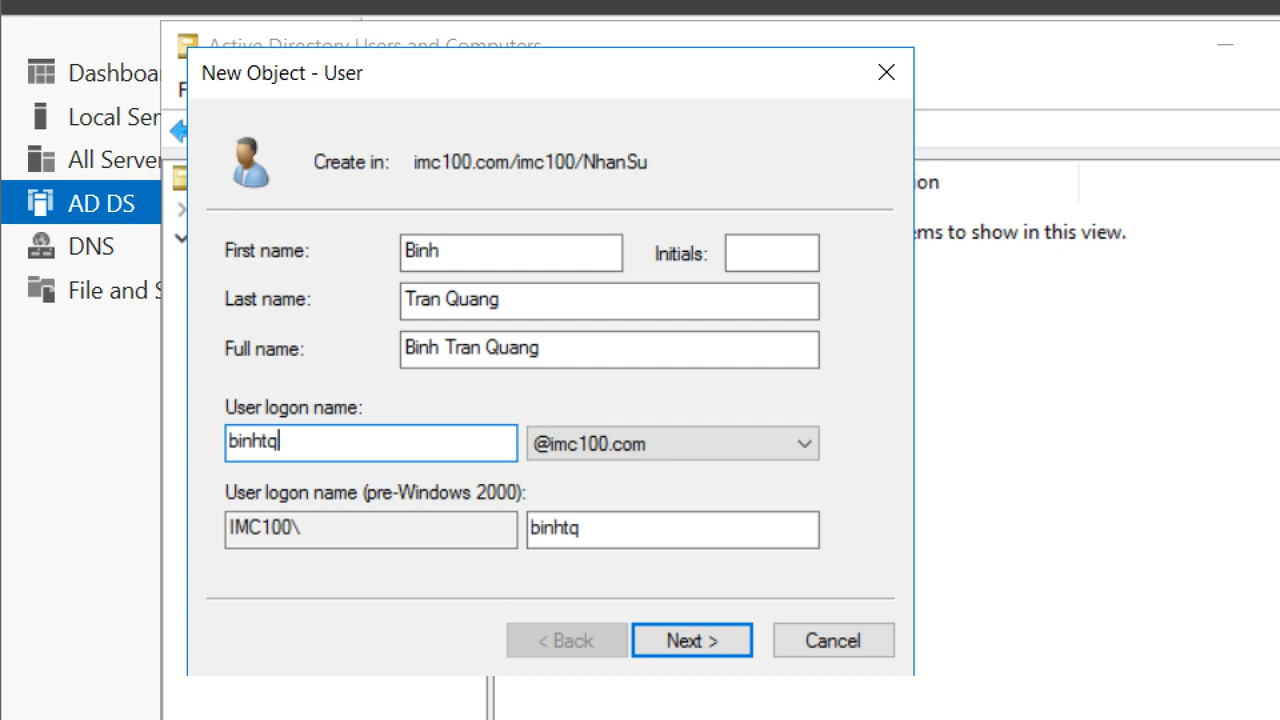 Active Directory Users and Computers
New Object - User
Dashboa
F
Local Ser
All Server
AD DS
DNS
File and S
Create in: imc100.com/imc100/NhanSu
ion
ems to show in this view.
First name: Binh Initials:
Last name: Tran Quang
Full name: Binh Tran Quang
User logon name:
binhtq @imc100.com
User logon name (pre-Windows 2000):
IMC100\ binhtq
< Back Next > Cancel